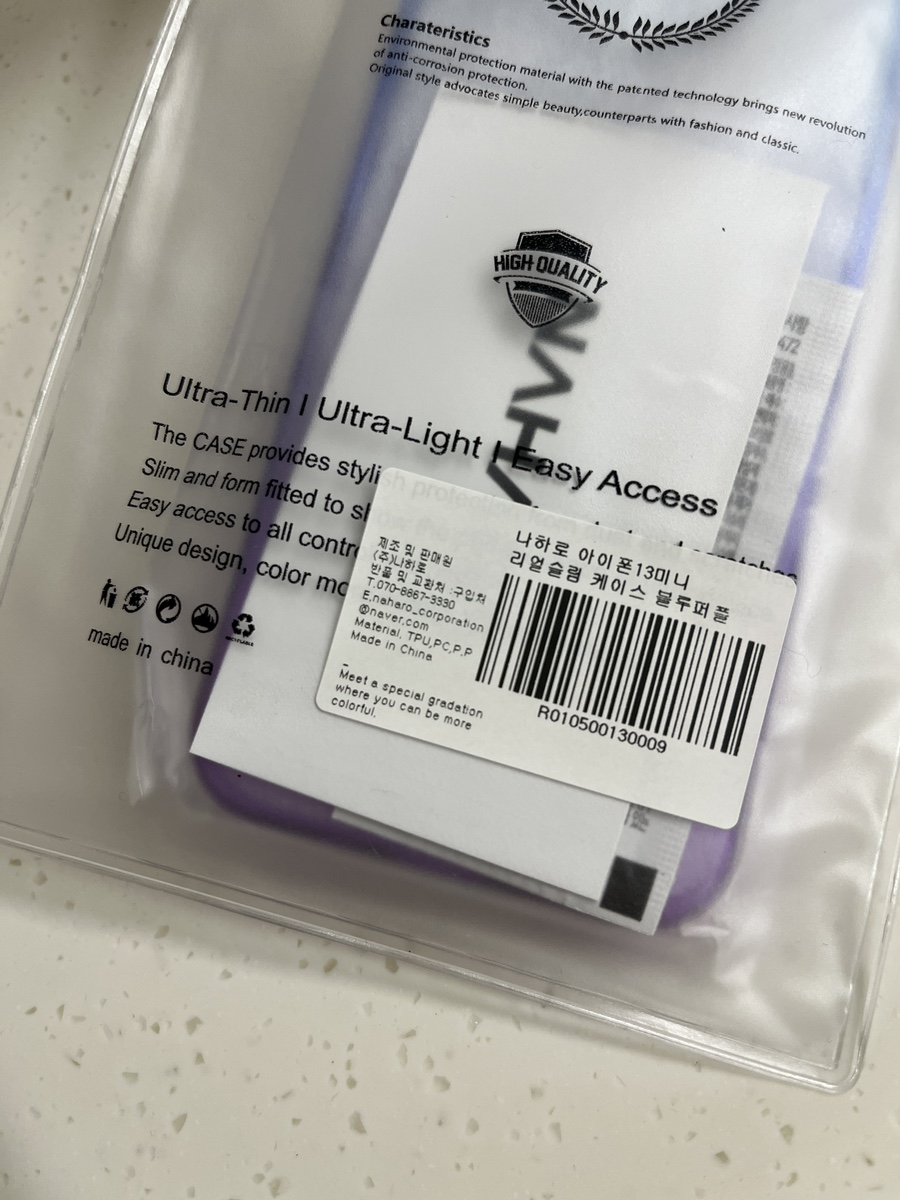 Charateristics
Environmental protection material with the patented technology brings new revolution
of anti-corrosion protection.
Original style advocates simple beauty,counterparts with fashion and classic.
HIGH QUALITY
Ultra-Thin I Ultra-Light I Easy Access
The CASE provides stylish protection
Slim and form fitted to
Easy access to all
Unique design, color
made in china
제조 및 판매원
(주)나하로
반품 및 교환처 :구입처
T.070-8667-3330
E.naharo_corporation
@naver.com
Material. TPU,PC,P.P
Made in China
Meet a special gradation
where you can be more
colorful.
나하로 아이폰13미니
리얼슬림 케이스 블루퍼플
R010500130009